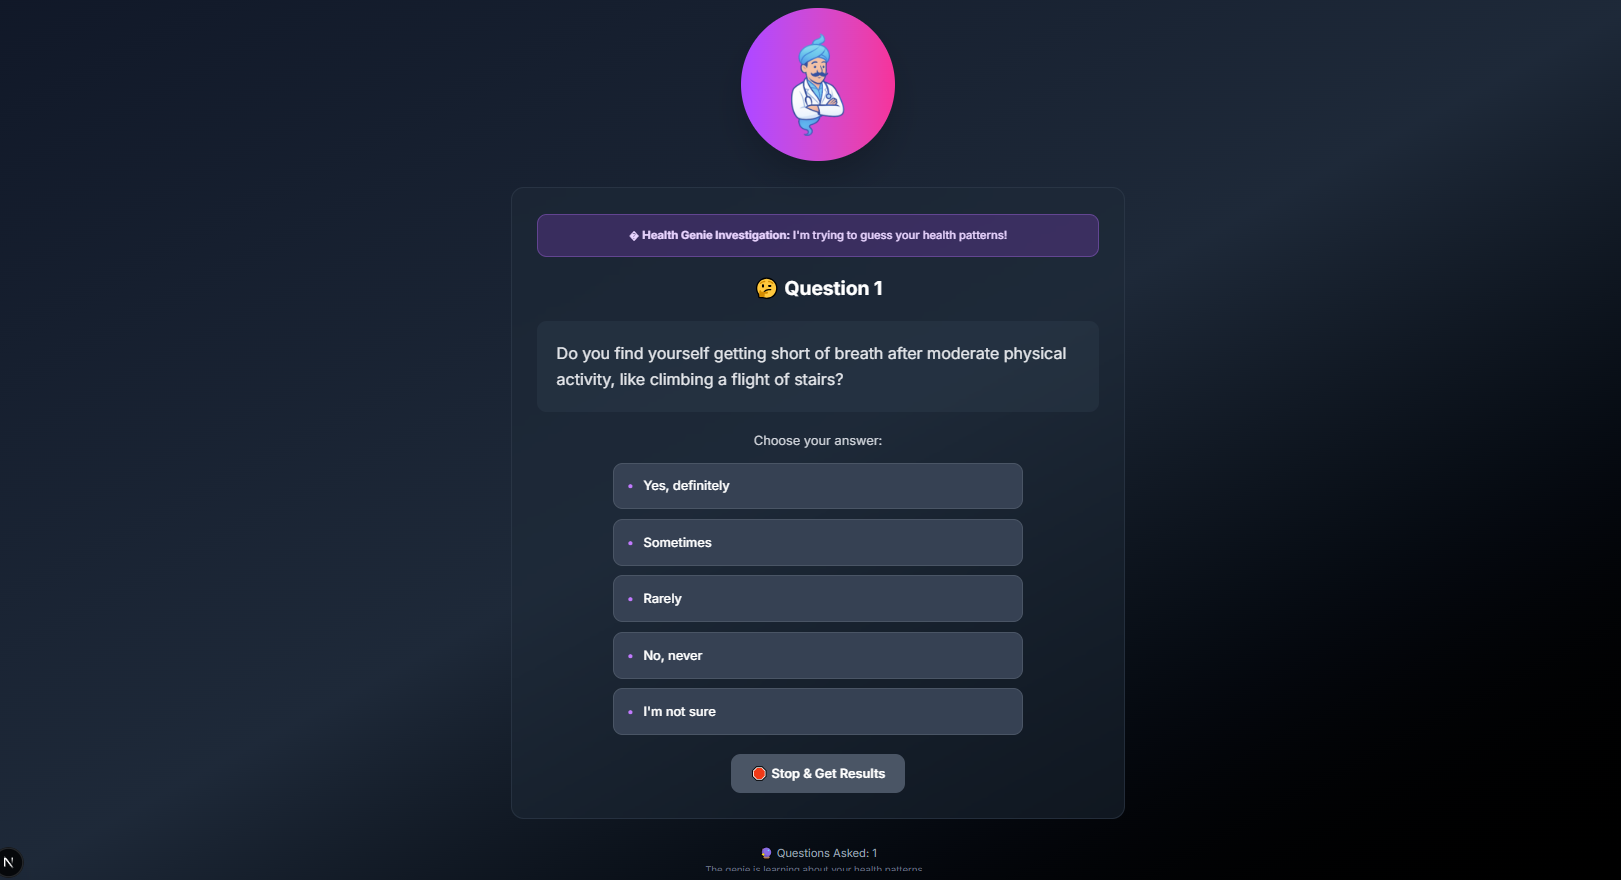 � Health Genie Investigation: I'm trying to guess your health patterns!
🤔 Question 1
Do you find yourself getting short of breath after moderate physical
activity, like climbing a flight of stairs?
Choose your answer:
• Yes, definitely
• Sometimes
• Rarely
• No, never
• I'm not sure
🛑 Stop & Get Results
🔮 Questions Asked: 1
The genie is learning about your health patterns
N